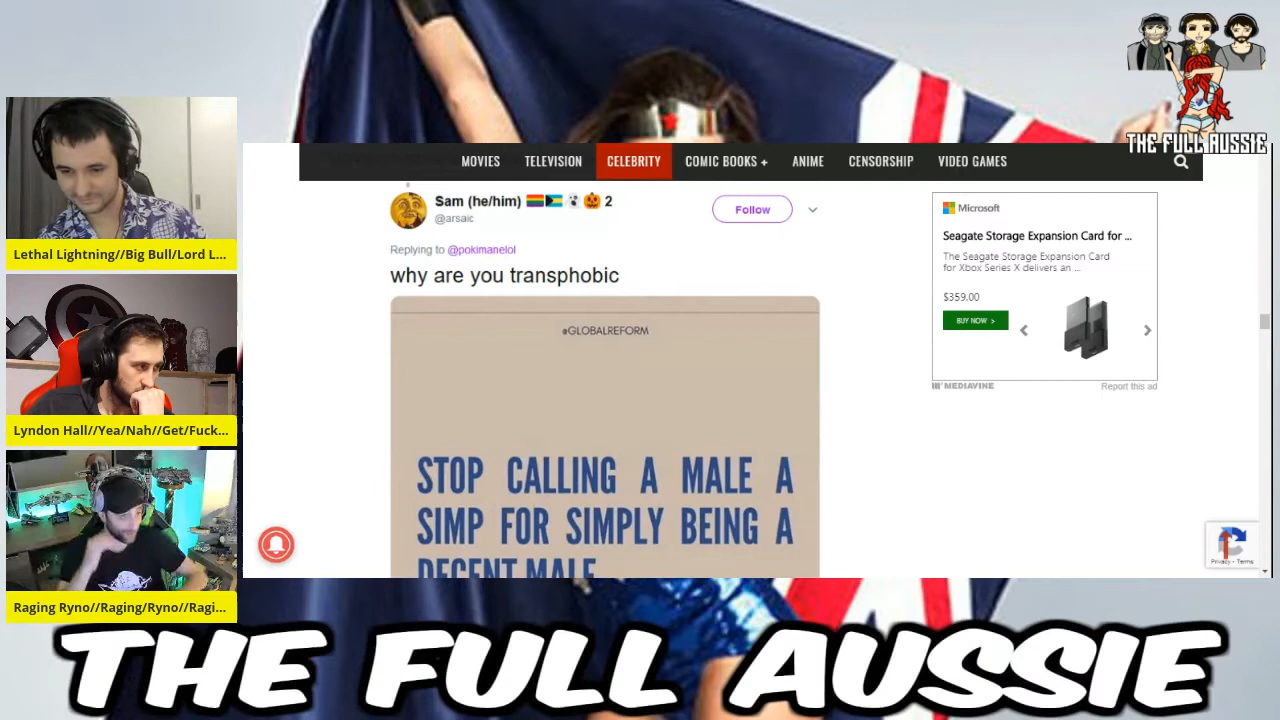 THE FULL AUSSIE
MOVIES TELEVISION CELEBRITY COMIC BOOKS + ANIME CENSORSHIP VIDEO GAMES
Sam (he/him) 2
@arsaic
Follow
Replying to @pokimanelol
why are you transphobic
@GLOBALREFORM
STOP CALLING A MALE A
SIMP FOR SIMPLY BEING A
DECENT MALE
Microsoft
Seagate Storage Expansion Card for ...
The Seagate Storage Expansion Card
for Xbox Series X delivers an ...
$359.00
BUY NOW >
MEDIAVINE
Report this ad
Privacy - Terms
Lethal Lightning//Big Bull/Lord L...
Lyndon Hall//Yea/Nah//Get/Fuck...
Raging Ryno//Raging/Ryno//Ragi...
THE FULL AUSSIE